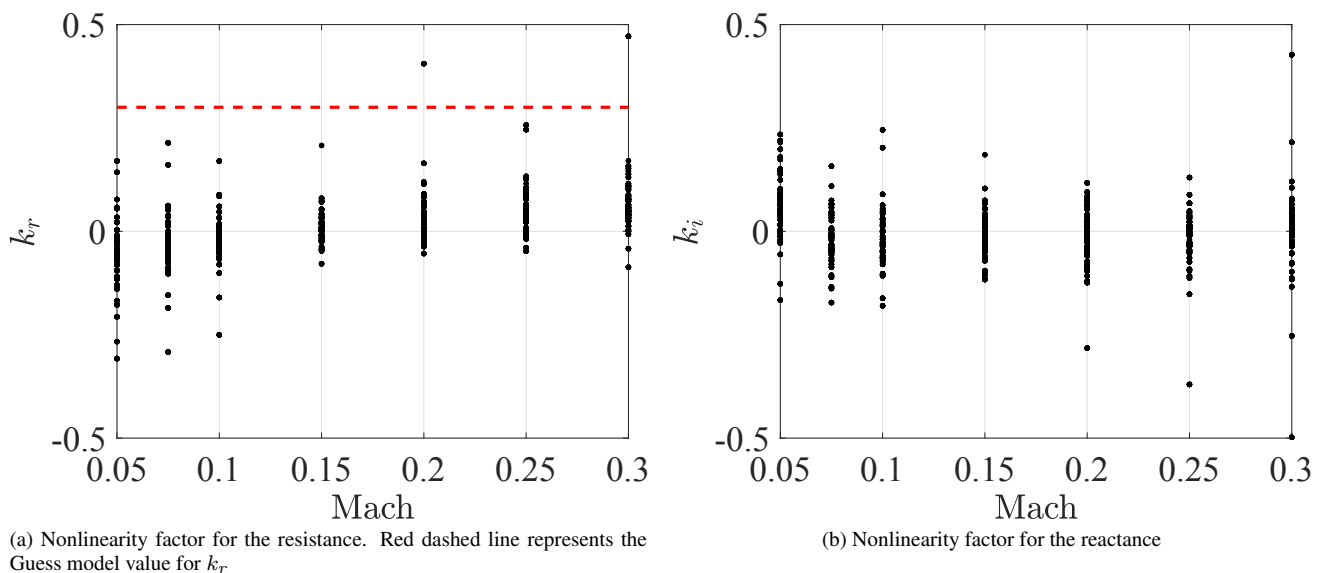 0.5
0
-0.5
k_r
0.05 0.1 0.15 0.2 0.25 0.3
Mach
(a) Nonlinearity factor for the resistance. Red dashed line represents the
Guess model value for k_r
0.5
0
-0.5
k_i
0.05 0.1 0.15 0.2 0.25 0.3
Mach
(b) Nonlinearity factor for the reactance